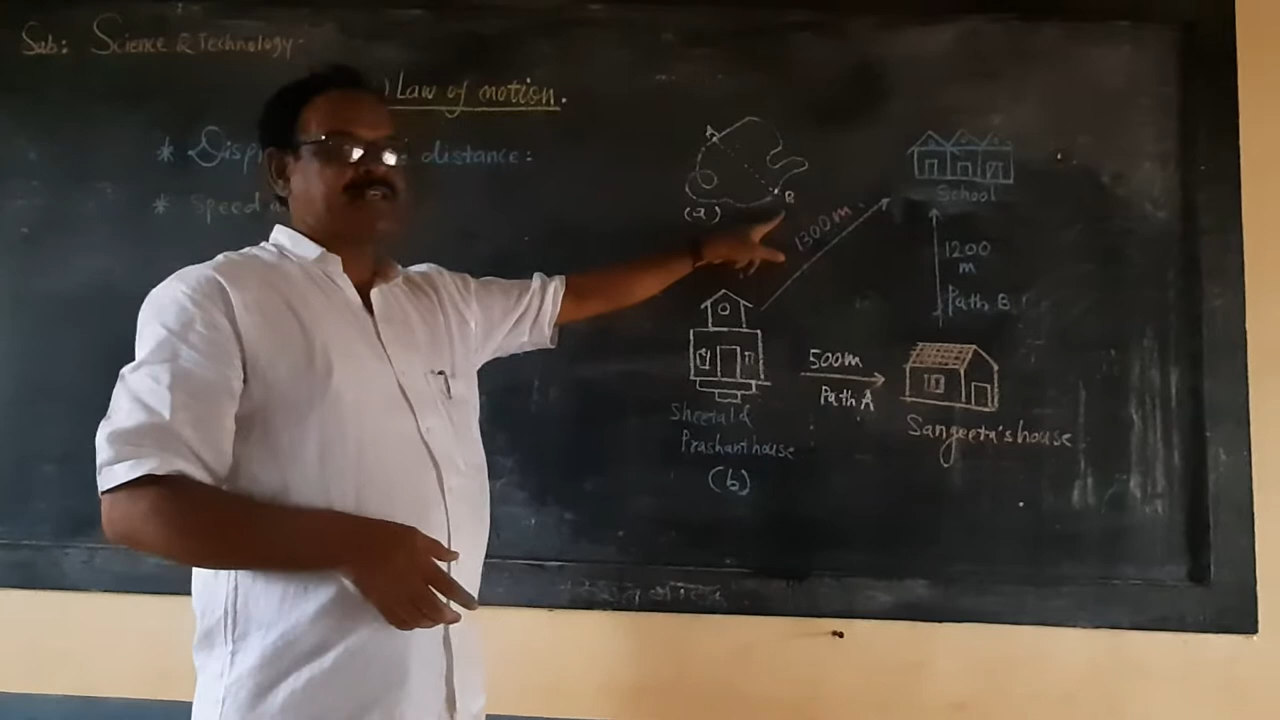 Sub: Science & Technology.
) Law of motion.
* Disp distance:
* Speed
A
B
(a)
1300 m.
School
1200
m
Path B
500m
Path A
Sheetal &
Prashant house
Sangeeta's house
(b)